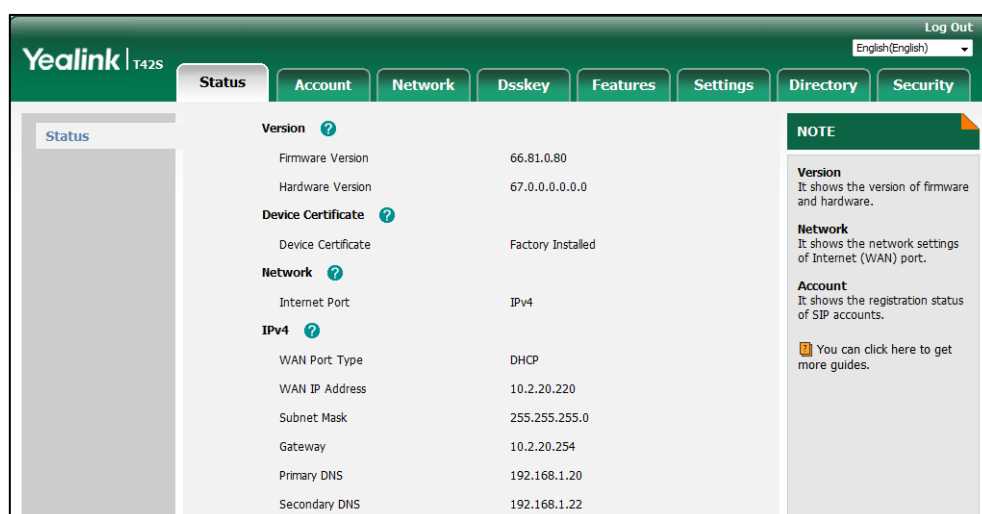 Log Out
Yealink | T42S
English(English)
Status Account Network Dsskey Features Settings Directory Security
Status
Version ?
Firmware Version 66.81.0.80
Hardware Version 67.0.0.0.0.0.0
Device Certificate ?
Device Certificate Factory Installed
Network ?
Internet Port IPv4
IPv4 ?
WAN Port Type DHCP
WAN IP Address 10.2.20.220
Subnet Mask 255.255.255.0
Gateway 10.2.20.254
Primary DNS 192.168.1.20
Secondary DNS 192.168.1.22
NOTE
Version
It shows the version of firmware
and hardware.
Network
It shows the network settings
of Internet (WAN) port.
Account
It shows the registration status
of SIP accounts.
? You can click here to get
more guides.